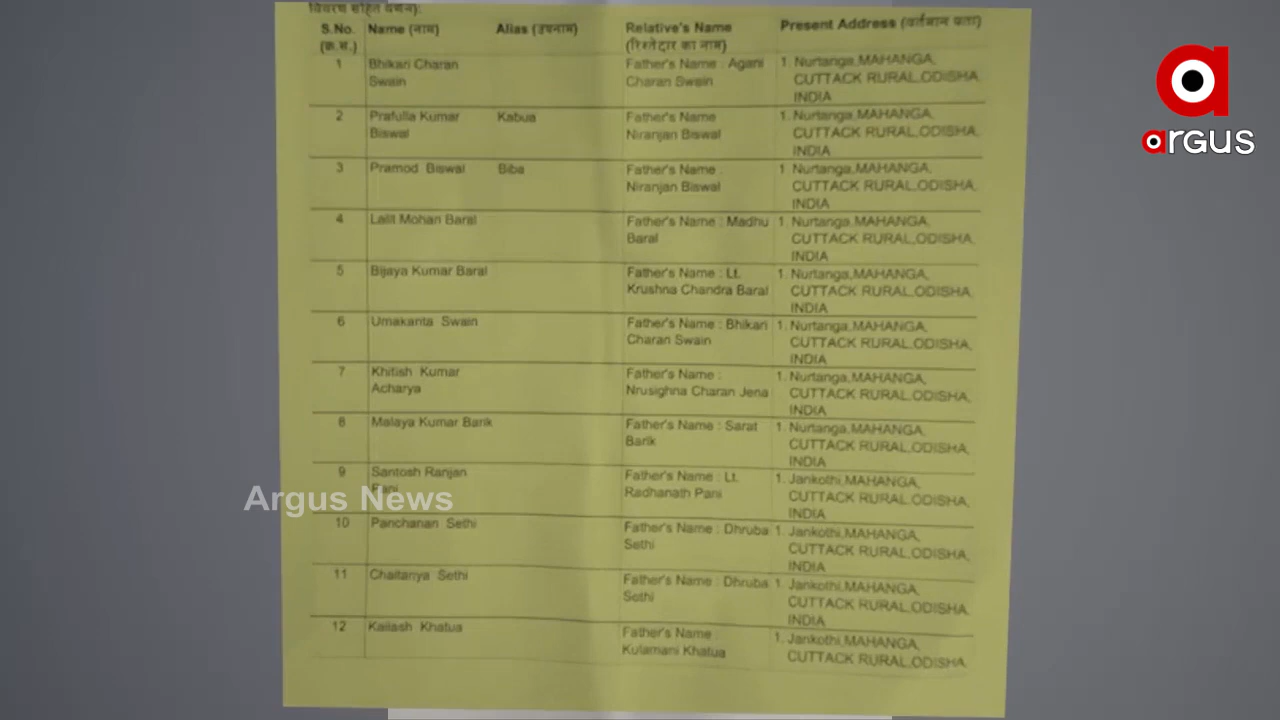 विवरण सहित वर्णन):
S.No. Name (नाम) Alias (उपनाम) Relative's Name Present Address (वर्तमान पता)
(क्र.सं.) (रिश्तेदार का नाम)
1 Bhikari Charan Father's Name : Agani 1. Nurtanga,MAHANGA,
Swain Charan Swain CUTTACK RURAL,ODISHA,
INDIA
2 Prafulla Kumar Kabua Father's Name 1. Nurtanga,MAHANGA,
Biswal Niranjan Biswal CUTTACK RURAL,ODISHA,
INDIA
3 Pramod Biswal Biba Father's Name : 1 Nurtanga,MAHANGA,
Niranjan Biswal CUTTACK RURAL,ODISHA,
INDIA
4 Lalit Mohan Baral Father's Name : Madhu 1. Nurtanga,MAHANGA,
Baral CUTTACK RURAL,ODISHA,
INDIA
5 Bijaya Kumar Baral Father's Name : Lt. 1. Nurtanga,MAHANGA,
Krushna Chandra Baral CUTTACK RURAL,ODISHA,
INDIA
6 Umakanta Swain Father's Name : Bhikari 1. Nurtanga,MAHANGA,
Charan Swain CUTTACK RURAL,ODISHA,
INDIA
7 Khitish Kumar Father's Name : 1. Nurtanga,MAHANGA,
Acharya Nrusighna Charan Jena CUTTACK RURAL,ODISHA,
INDIA
8 Malaya Kumar Barik Father's Name : Sarat 1. Nurtanga,MAHANGA,
Barik CUTTACK RURAL,ODISHA,
INDIA
9 Santosh Ranjan Father's Name : Lt. 1. Jankothi,MAHANGA,
Pani Radhanath Pani CUTTACK RURAL,ODISHA,
INDIA
10 Panchanan Sethi Father's Name : Dhruba 1. Jankothi,MAHANGA,
Sethi CUTTACK RURAL,ODISHA,
INDIA
11 Chaitanya Sethi Father's Name : Dhruba 1. Jankothi,MAHANGA,
Sethi CUTTACK RURAL,ODISHA,
INDIA
12 Kailash Khatua Father's Name : 1. Jankothi,MAHANGA,
Kulamani Khatua CUTTACK RURAL,ODISHA,
Argus News
argus